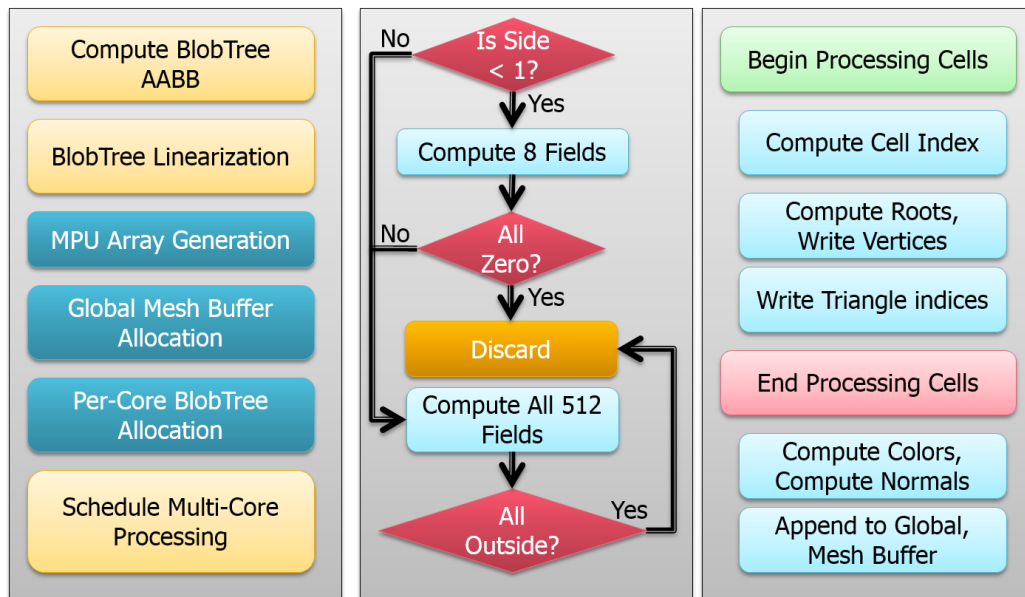 Compute BlobTree
AABB
BlobTree Linearization
MPU Array Generation
Global Mesh Buffer
Allocation
Per-Core BlobTree
Allocation
Schedule Multi-Core
Processing
No
Is Side
< 1?
Yes
Compute 8 Fields
No
All
Zero?
Yes
Discard
Compute All 512
Fields
All
Outside?
Yes
Begin Processing Cells
Compute Cell Index
Compute Roots,
Write Vertices
Write Triangle indices
End Processing Cells
Compute Colors,
Compute Normals
Append to Global,
Mesh Buffer